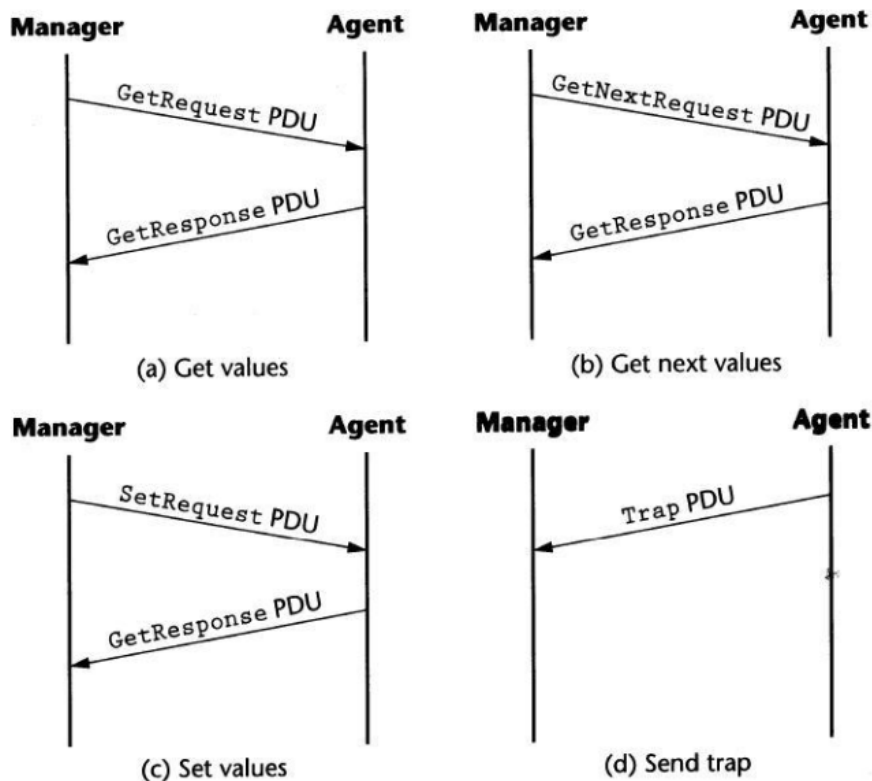 Manager Agent
GetRequest PDU
GetResponse PDU
(a) Get values
Manager Agent
GetNextRequest PDU
GetResponse PDU
(b) Get next values
Manager Agent
SetRequest PDU
GetResponse PDU
(c) Set values
Manager Agent
Trap PDU
(d) Send trap